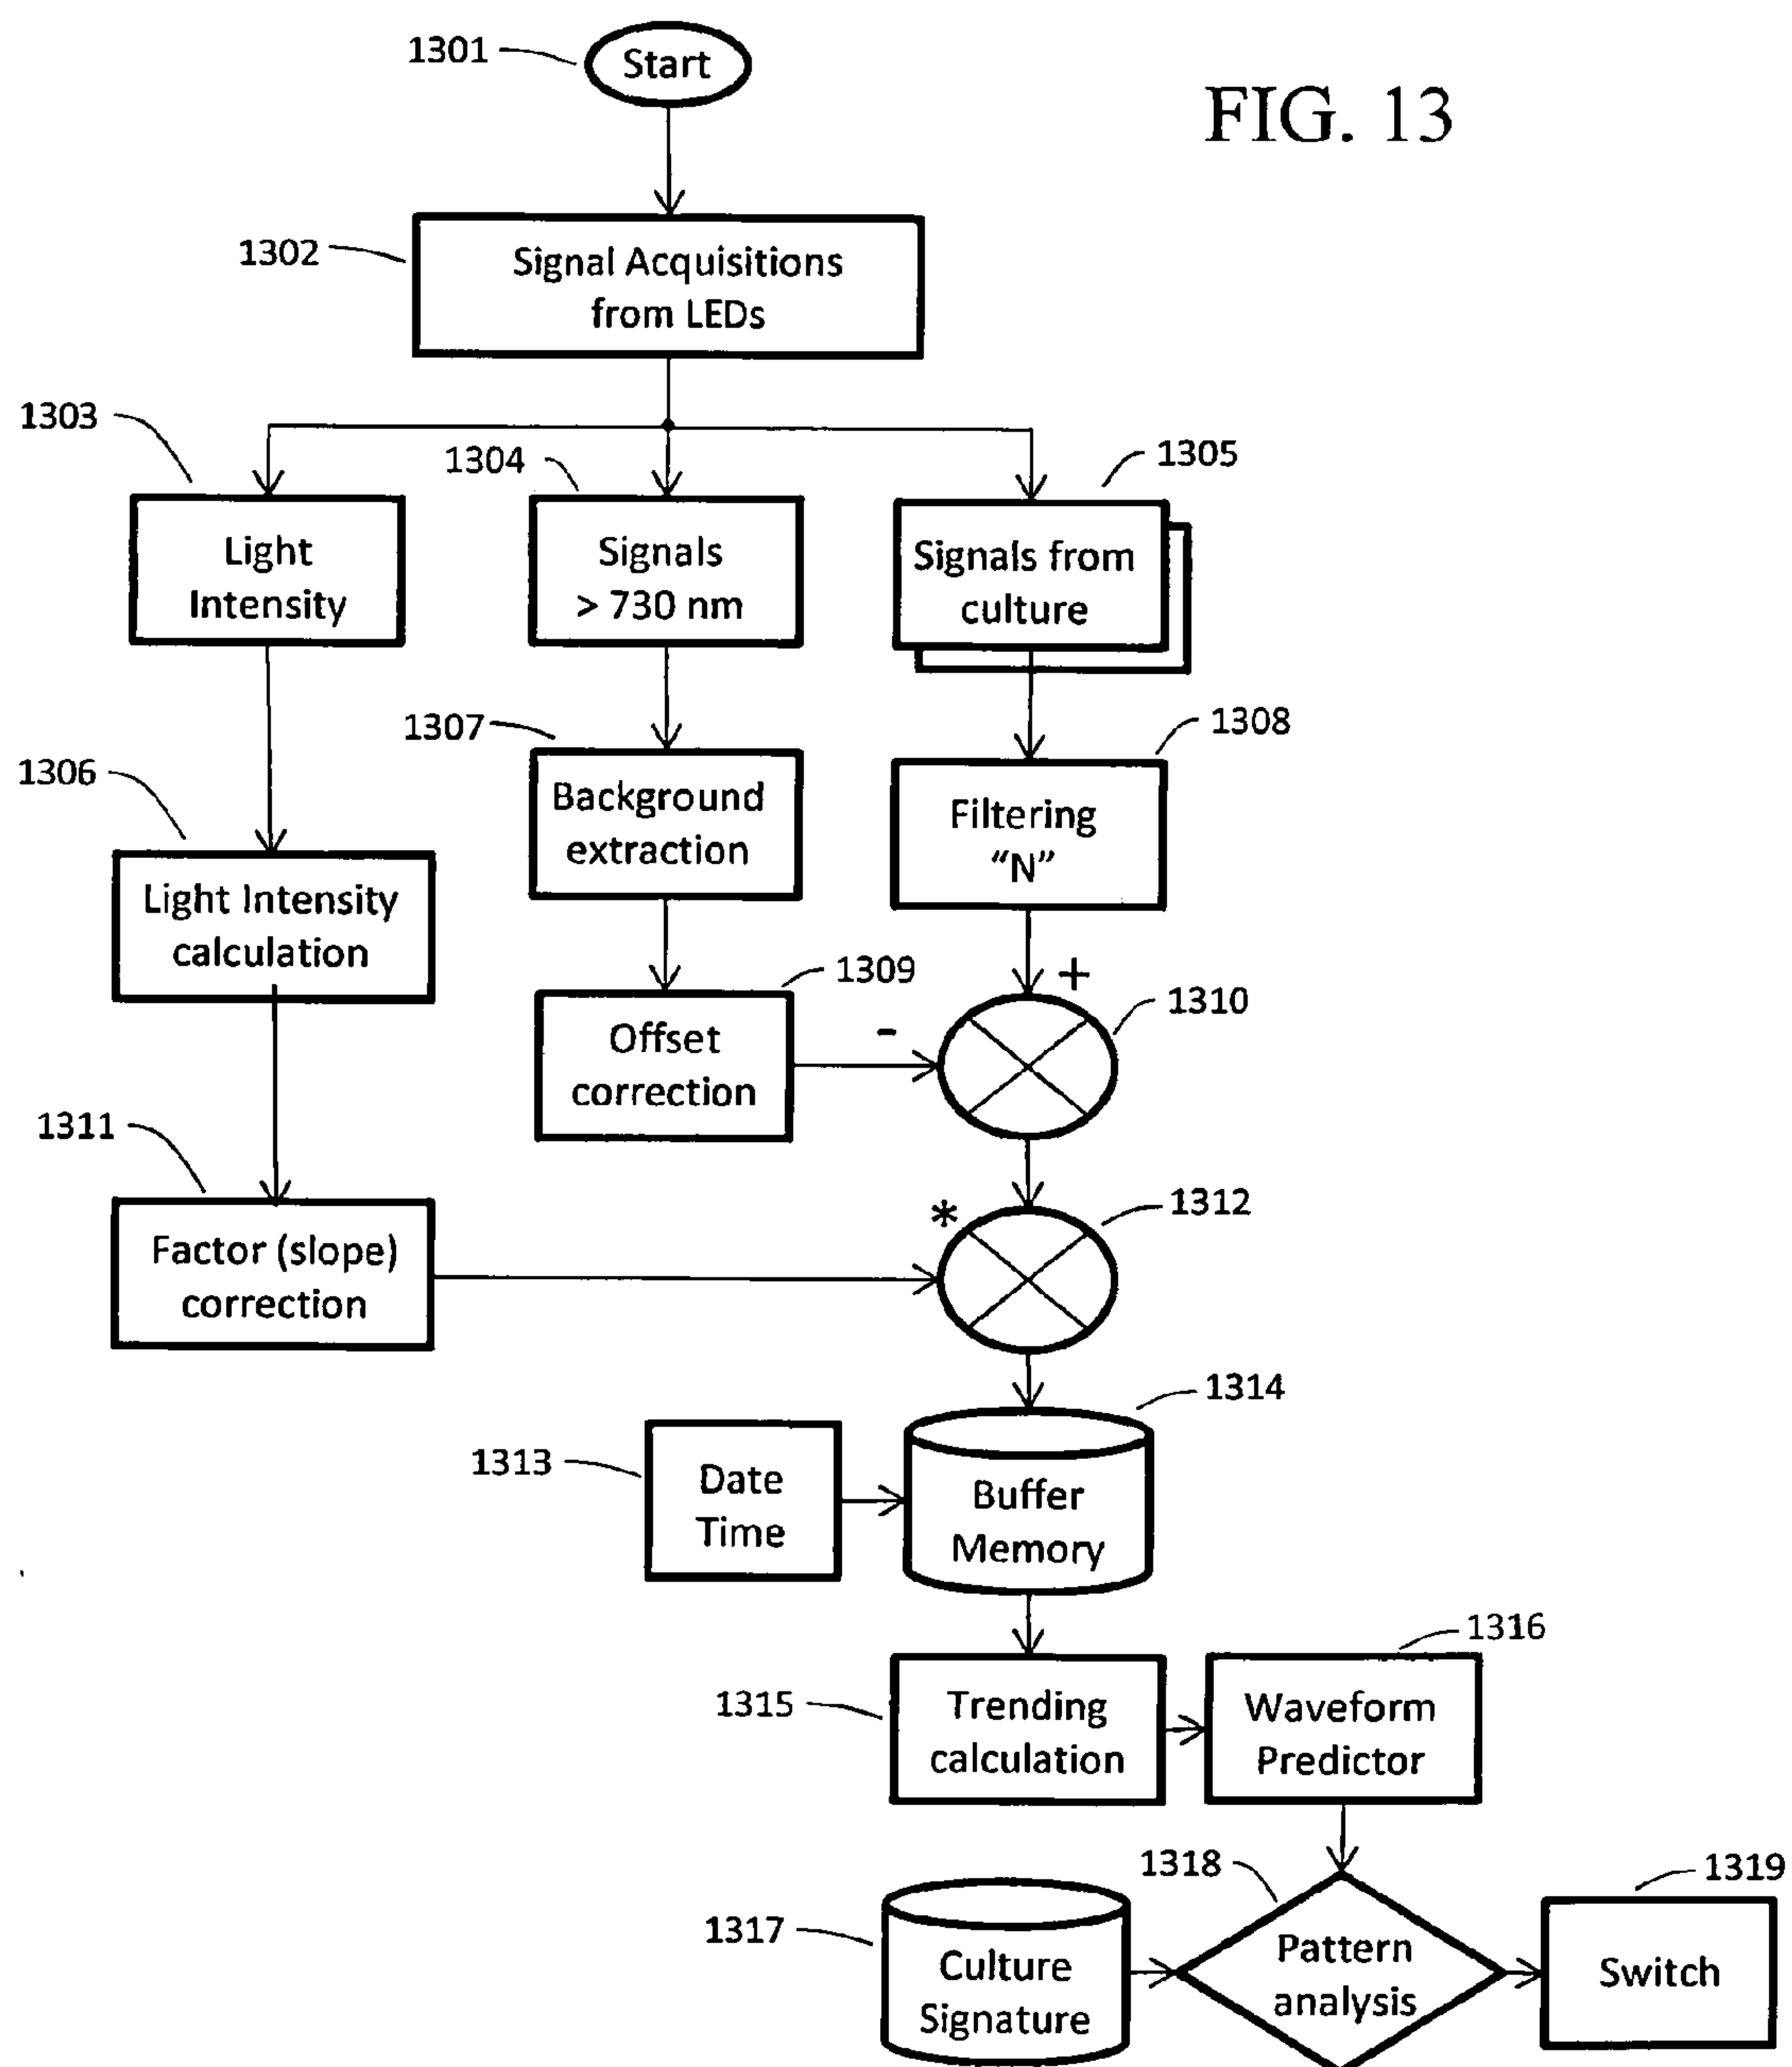 1301
Start
FIG. 13
1302
Signal Acquisitions
from LEDs
1303
1304
1305
Light
Intensity
Signals
> 730 nm
Signals from
culture
1306
1307
1308
Background
extraction
Filtering
“N”
Light Intensity
calculation
1309
+
1310
Offset
correction
-
1311
1312
*
Factor (slope)
correction
1314
1313
Date
Time
Buffer
Memory
1316
1315
Trending
calculation
Waveform
Predictor
1318
1319
1317
Culture
Signature
Pattern
analysis
Switch